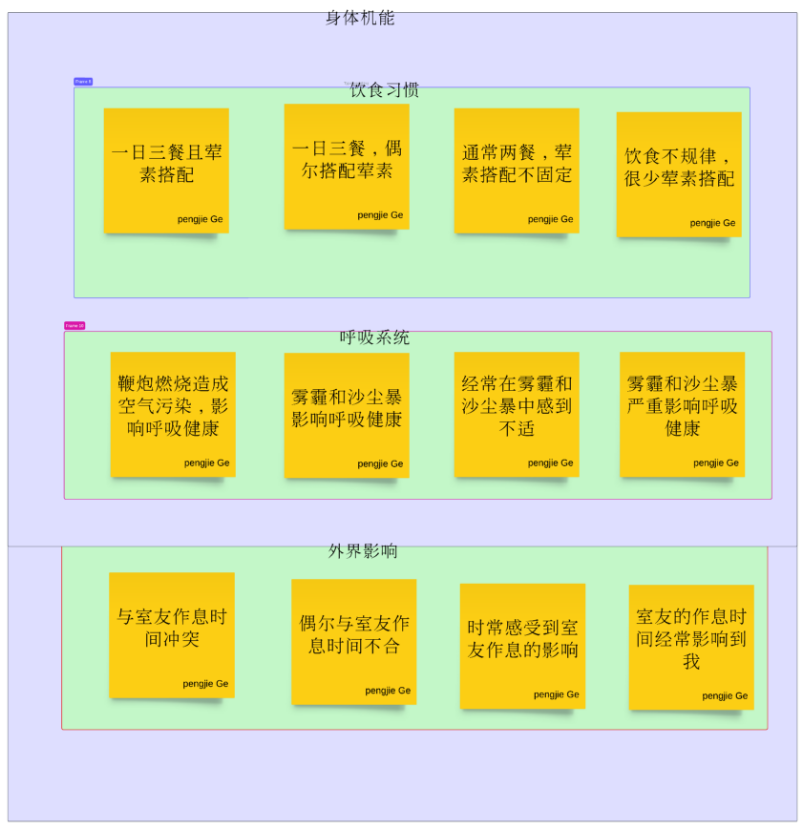 身体机能
Frame 9
饮食习惯
一日三餐且荤
素搭配
pengjie Ge
一日三餐，偶
尔搭配荤素
pengjie Ge
通常两餐，荤
素搭配不固定
pengjie Ge
饮食不规律，
很少荤素搭配
pengjie Ge
呼吸系统
鞭炮燃烧造成
空气污染，影
响呼吸健康
pengjie Ge
雾霾和沙尘暴
影响呼吸健康
pengjie Ge
经常在雾霾和
沙尘暴中感到
不适
pengjie Ge
雾霾和沙尘暴
严重影响呼吸
健康
pengjie Ge
外界影响
与室友作息时
间冲突
pengjie Ge
偶尔与室友作
息时间不合
pengjie Ge
时常感受到室
友作息的影响
pengjie Ge
室友的作息时
间经常影响到
我
pengjie Ge